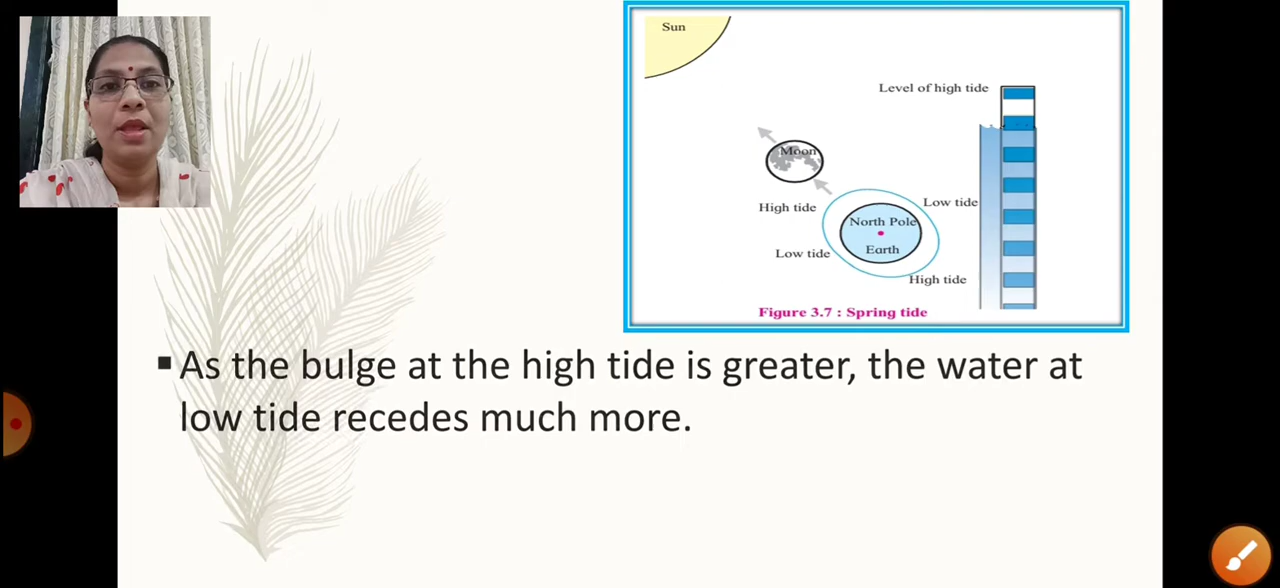 Sun
Level of high tide
Moon
High tide
Low tide
North Pole
Low tide
Earth
High tide
Figure 3.7 : Spring tide
▪As the bulge at the high tide is greater, the water at
low tide recedes much more.